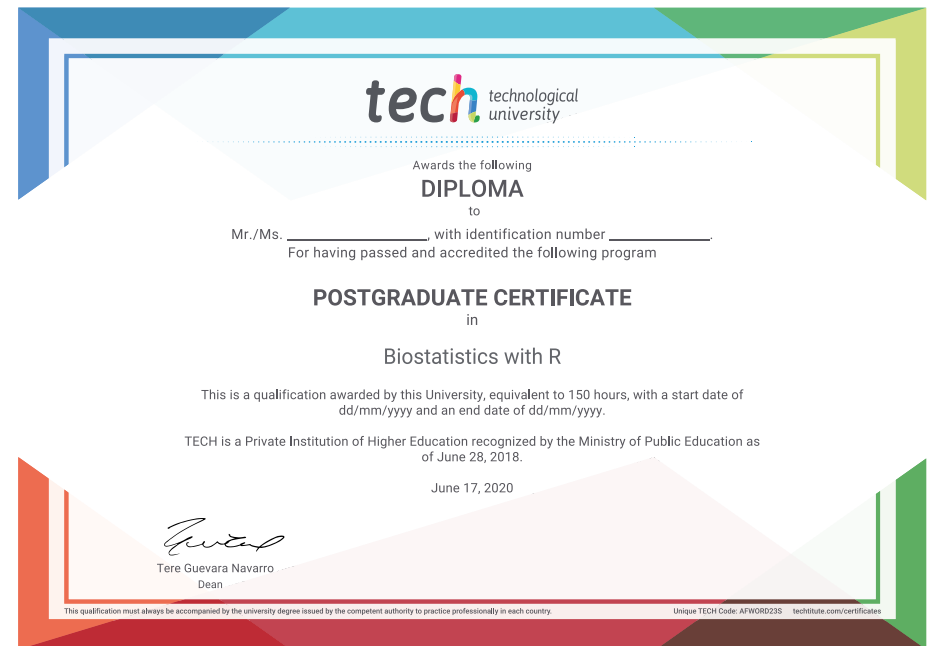 tech technological
university
Awards the following
DIPLOMA
to
Mr./Ms. ____________, with identification number ____________.
For having passed and accredited the following program
POSTGRADUATE CERTIFICATE
in
Biostatistics with R
This is a qualification awarded by this University, equivalent to 150 hours, with a start date of
dd/mm/yyyy and an end date of dd/mm/yyyy.
TECH is a Private Institution of Higher Education recognized by the Ministry of Public Education as
of June 28, 2018.
June 17, 2020
Tere Guevara Navarro
Dean
This qualification must always be accompanied by the university degree issued by the competent authority to practice professionally in each country.
Unique TECH Code: AFWORD23S techtitute.com/certificates